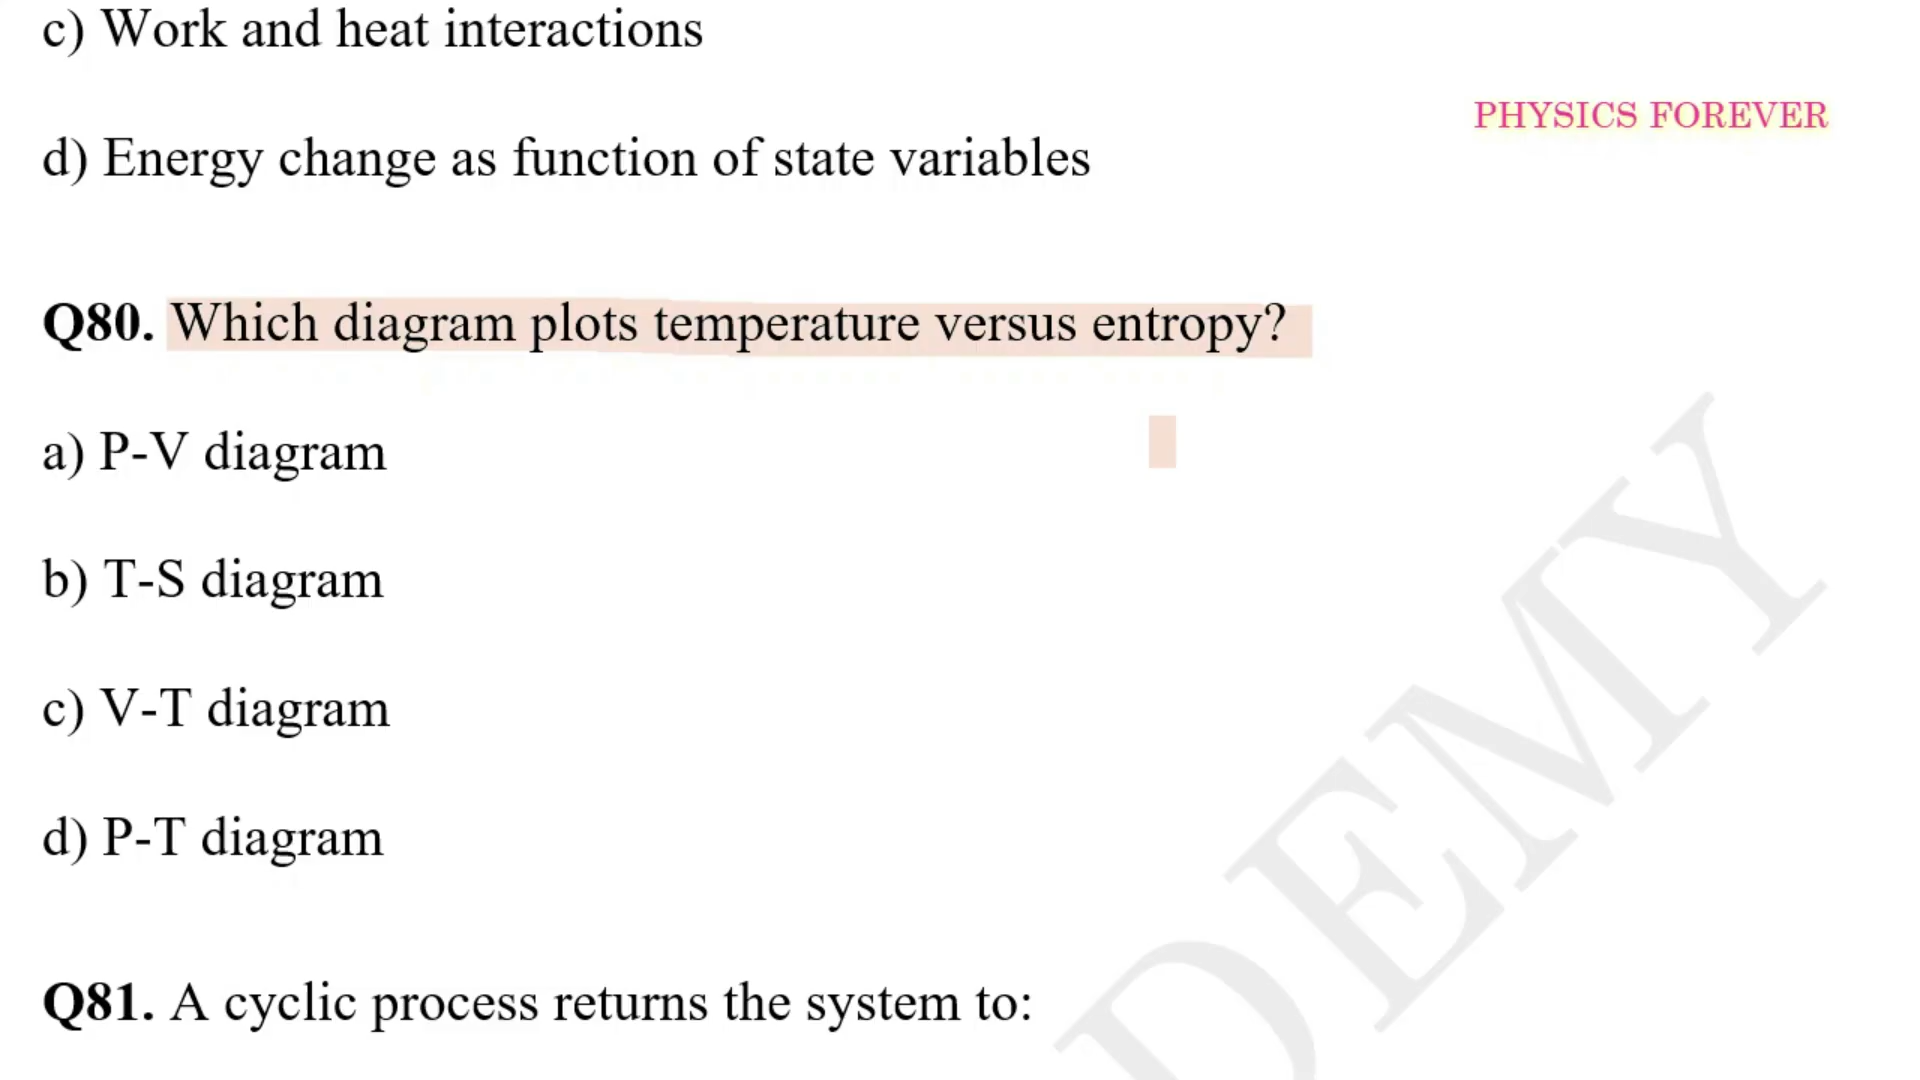 c) Work and heat interactions
PHYSICS FOREVER
d) Energy change as function of state variables
Q80. Which diagram plots temperature versus entropy?
a) P-V diagram
b) T-S diagram
c) V-T diagram
d) P-T diagram
Q81. A cyclic process returns the system to:
DEMY